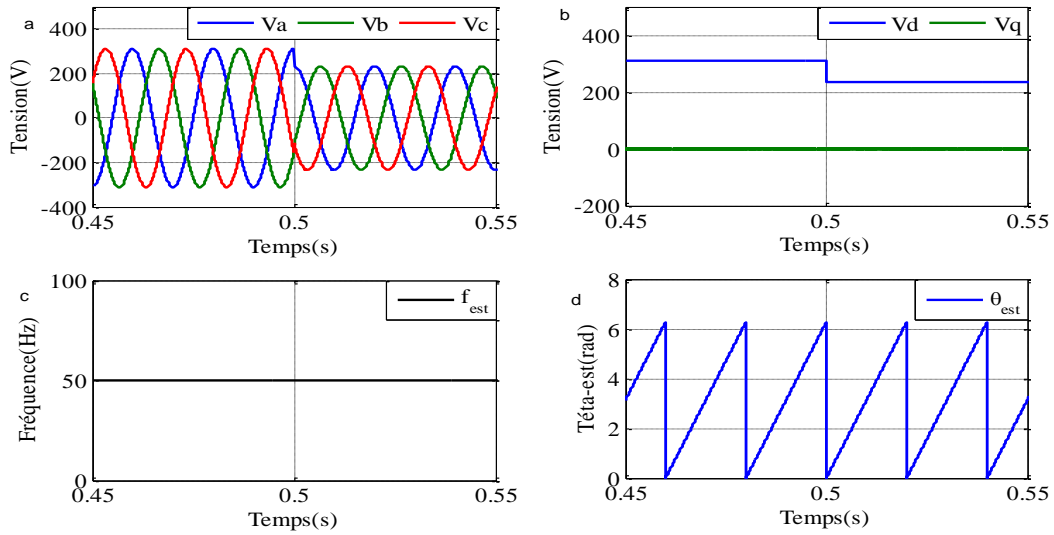 a
Va Vb Vc
Tension(V)
400
200
0
-200
-400
0.45 0.5 0.55
Temps(s)
b
Vd Vq
Tension(V)
400
200
0
-200
0.45 0.5 0.55
Temps(s)
c
f_est
Fréquence(Hz)
100
50
0
0.45 0.5 0.55
Temps(s)
d
θ_est
Téta-est(rad)
8
6
4
2
0
0.45 0.5 0.55
Temps(s)